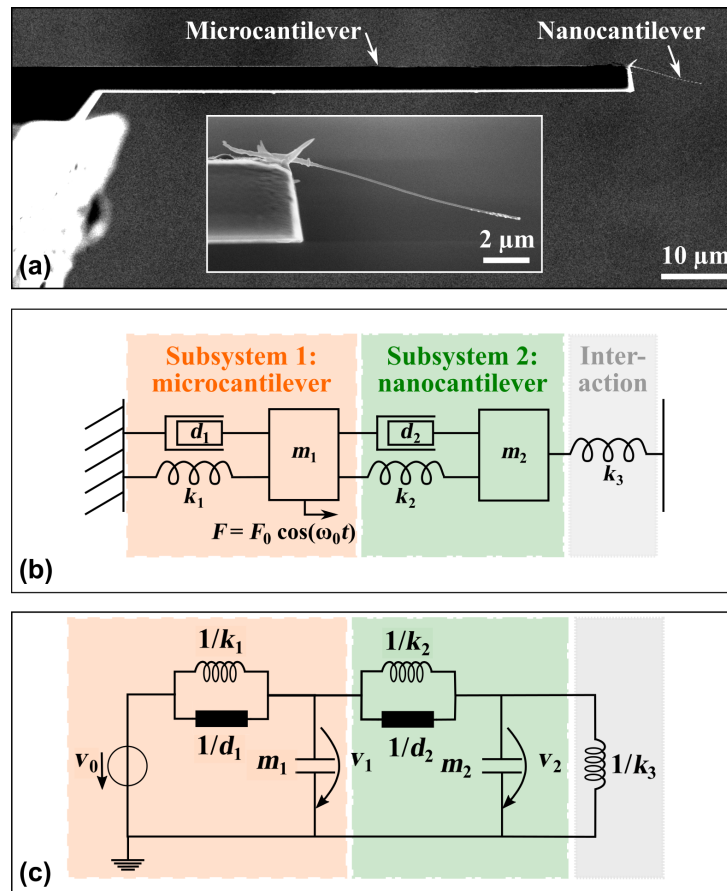 Microcantilever
Nanocantilever
2 µm
10 µm
(a)
Subsystem 1:
microcantilever
Subsystem 2:
nanocantilever
Inter-
action
d₁
m₁
d₂
m₂
k₁
k₂
k₃
F = F₀ cos(ω₀t)
(b)
1/k₁
1/k₂
1/d₁
1/d₂
v₀
m₁
v₁
m₂
v₂
1/k₃
(c)